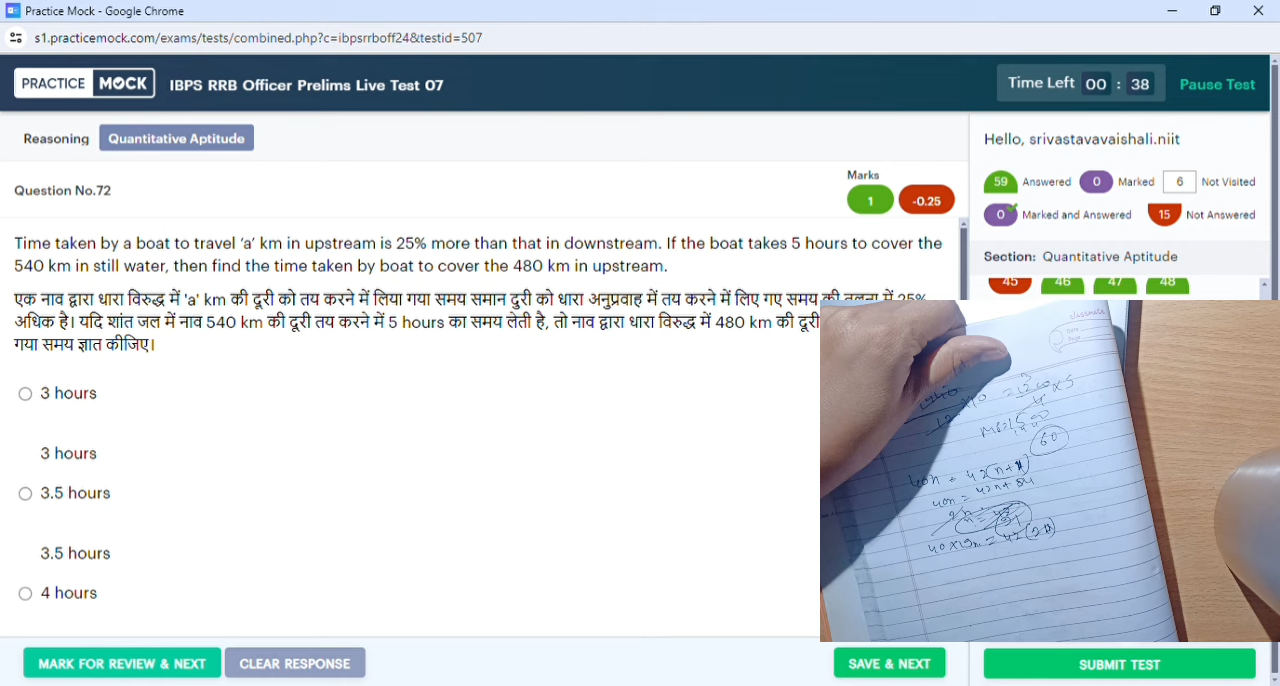 Practice Mock - Google Chrome
s1.practicemock.com/exams/tests/combined.php?c=ibpsrrboff24&testid=507
PRACTICE MOCK IBPS RRB Officer Prelims Live Test 07 Time Left 00 : 38 Pause Test
Reasoning Quantitative Aptitude
Hello, srivastavavaishali.niit
Question No.72
Marks
1 -0.25
59 Answered 0 Marked 6 Not Visited
0 Marked and Answered 15 Not Answered
Section: Quantitative Aptitude
45 46 47 48
Time taken by a boat to travel ‘a’ km in upstream is 25% more than that in downstream. If the boat takes 5 hours to cover the
540 km in still water, then find the time taken by boat to cover the 480 km in upstream.
एक नाव द्वारा धारा विरुद्ध में 'a' km की दूरी को तय करने में लिया गया समय समान दुरी को धारा अनुप्रवाह में तय करने में लिए गए समय की तुलना में 25%
अधिक है। यदि शांत जल में नाव 540 km की दूरी तय करने में 5 hours का समय लेती है, तो नाव द्वारा धारा विरुद्ध में 480 km की दूरी
गया समय ज्ञात कीजिए।
3 hours
3 hours
3.5 hours
3.5 hours
4 hours
classmate
60
40n = 42(n+
40n = 42n+84
MARK FOR REVIEW & NEXT CLEAR RESPONSE SAVE & NEXT SUBMIT TEST